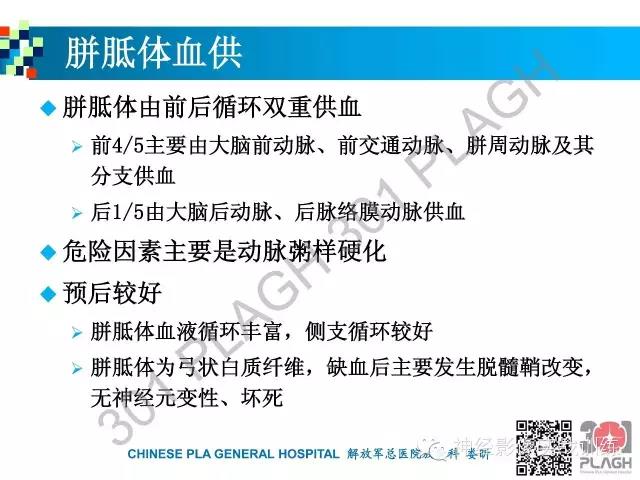 胼胝体血供
胼胝体由前后循环双重供血
前4/5主要由大脑前动脉、前交通动脉、胼周动脉及其
分支供血
后1/5由大脑后动脉、后脉络膜动脉供血
危险因素主要是动脉粥样硬化
预后较好
胼胝体血液循环丰富，侧支循环较好
胼胝体为弓状白质纤维，缺血后主要发生脱髓鞘改变，
无神经元变性、坏死
301 PLAGH 301 PLAGH
CHINESE PLA GENERAL HOSPITAL 解放军总医院 科 娄昕
神经影像
训练
PLAGH